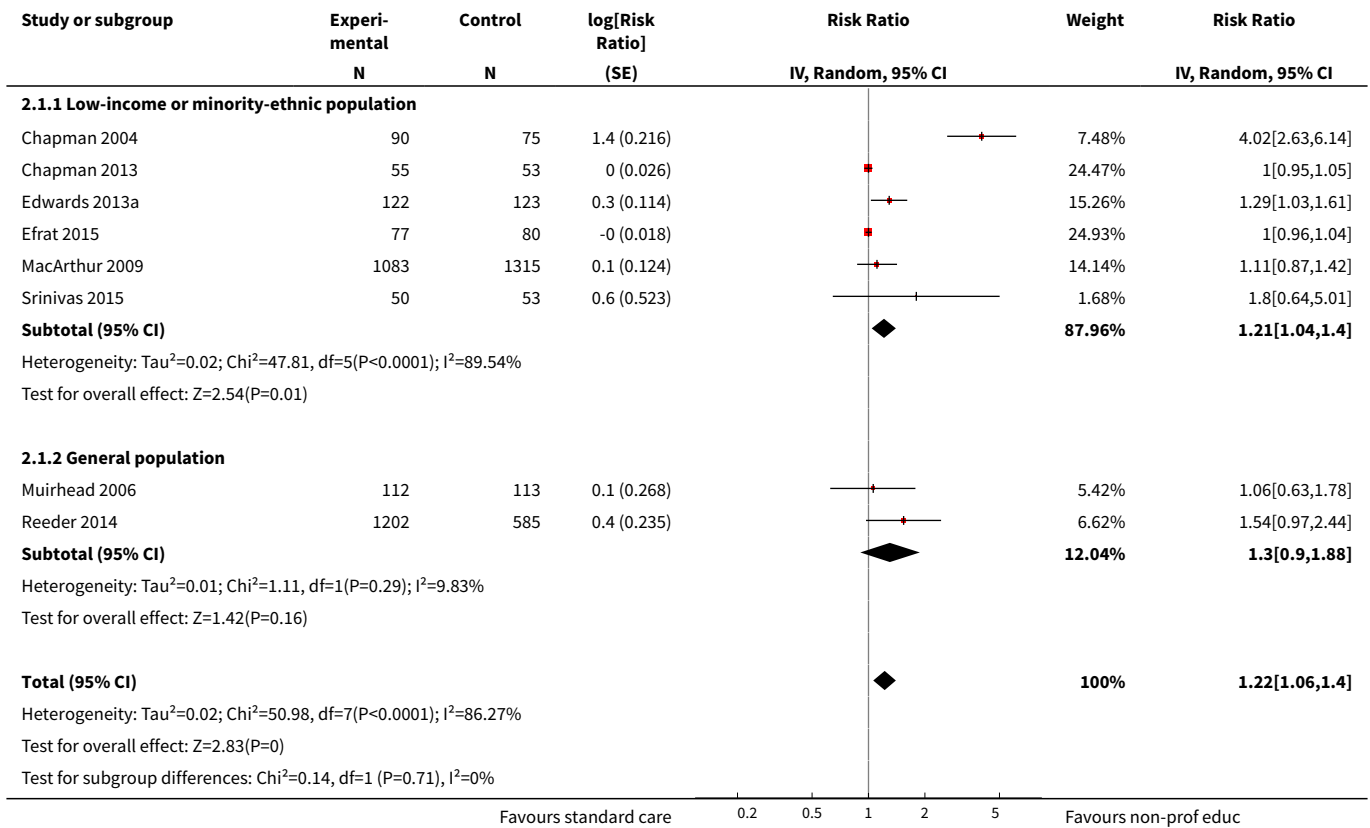 Study or subgroup Experi- Control log[Risk Risk Ratio Weight Risk Ratio
mental Ratio]
N N (SE) IV, Random, 95% CI IV, Random, 95% CI
2.1.1 Low-income or minority-ethnic population
Chapman 2004 90 75 1.4 (0.216) 7.48% 4.02[2.63,6.14]
Chapman 2013 55 53 0 (0.026) 24.47% 1[0.95,1.05]
Edwards 2013a 122 123 0.3 (0.114) 15.26% 1.29[1.03,1.61]
Efrat 2015 77 80 -0 (0.018) 24.93% 1[0.96,1.04]
MacArthur 2009 1083 1315 0.1 (0.124) 14.14% 1.11[0.87,1.42]
Srinivas 2015 50 53 0.6 (0.523) 1.68% 1.8[0.64,5.01]
Subtotal (95% CI) 87.96% 1.21[1.04,1.4]
Heterogeneity: Tau²=0.02; Chi²=47.81, df=5(P<0.0001); I²=89.54%
Test for overall effect: Z=2.54(P=0.01)
2.1.2 General population
Muirhead 2006 112 113 0.1 (0.268) 5.42% 1.06[0.63,1.78]
Reeder 2014 1202 585 0.4 (0.235) 6.62% 1.54[0.97,2.44]
Subtotal (95% CI) 12.04% 1.3[0.9,1.88]
Heterogeneity: Tau²=0.01; Chi²=1.11, df=1(P=0.29); I²=9.83%
Test for overall effect: Z=1.42(P=0.16)
Total (95% CI) 100% 1.22[1.06,1.4]
Heterogeneity: Tau²=0.02; Chi²=50.98, df=7(P<0.0001); I²=86.27%
Test for overall effect: Z=2.83(P=0)
Test for subgroup differences: Chi²=0.14, df=1 (P=0.71), I²=0%
Favours standard care 0.2 0.5 1 2 5 Favours non-prof educ